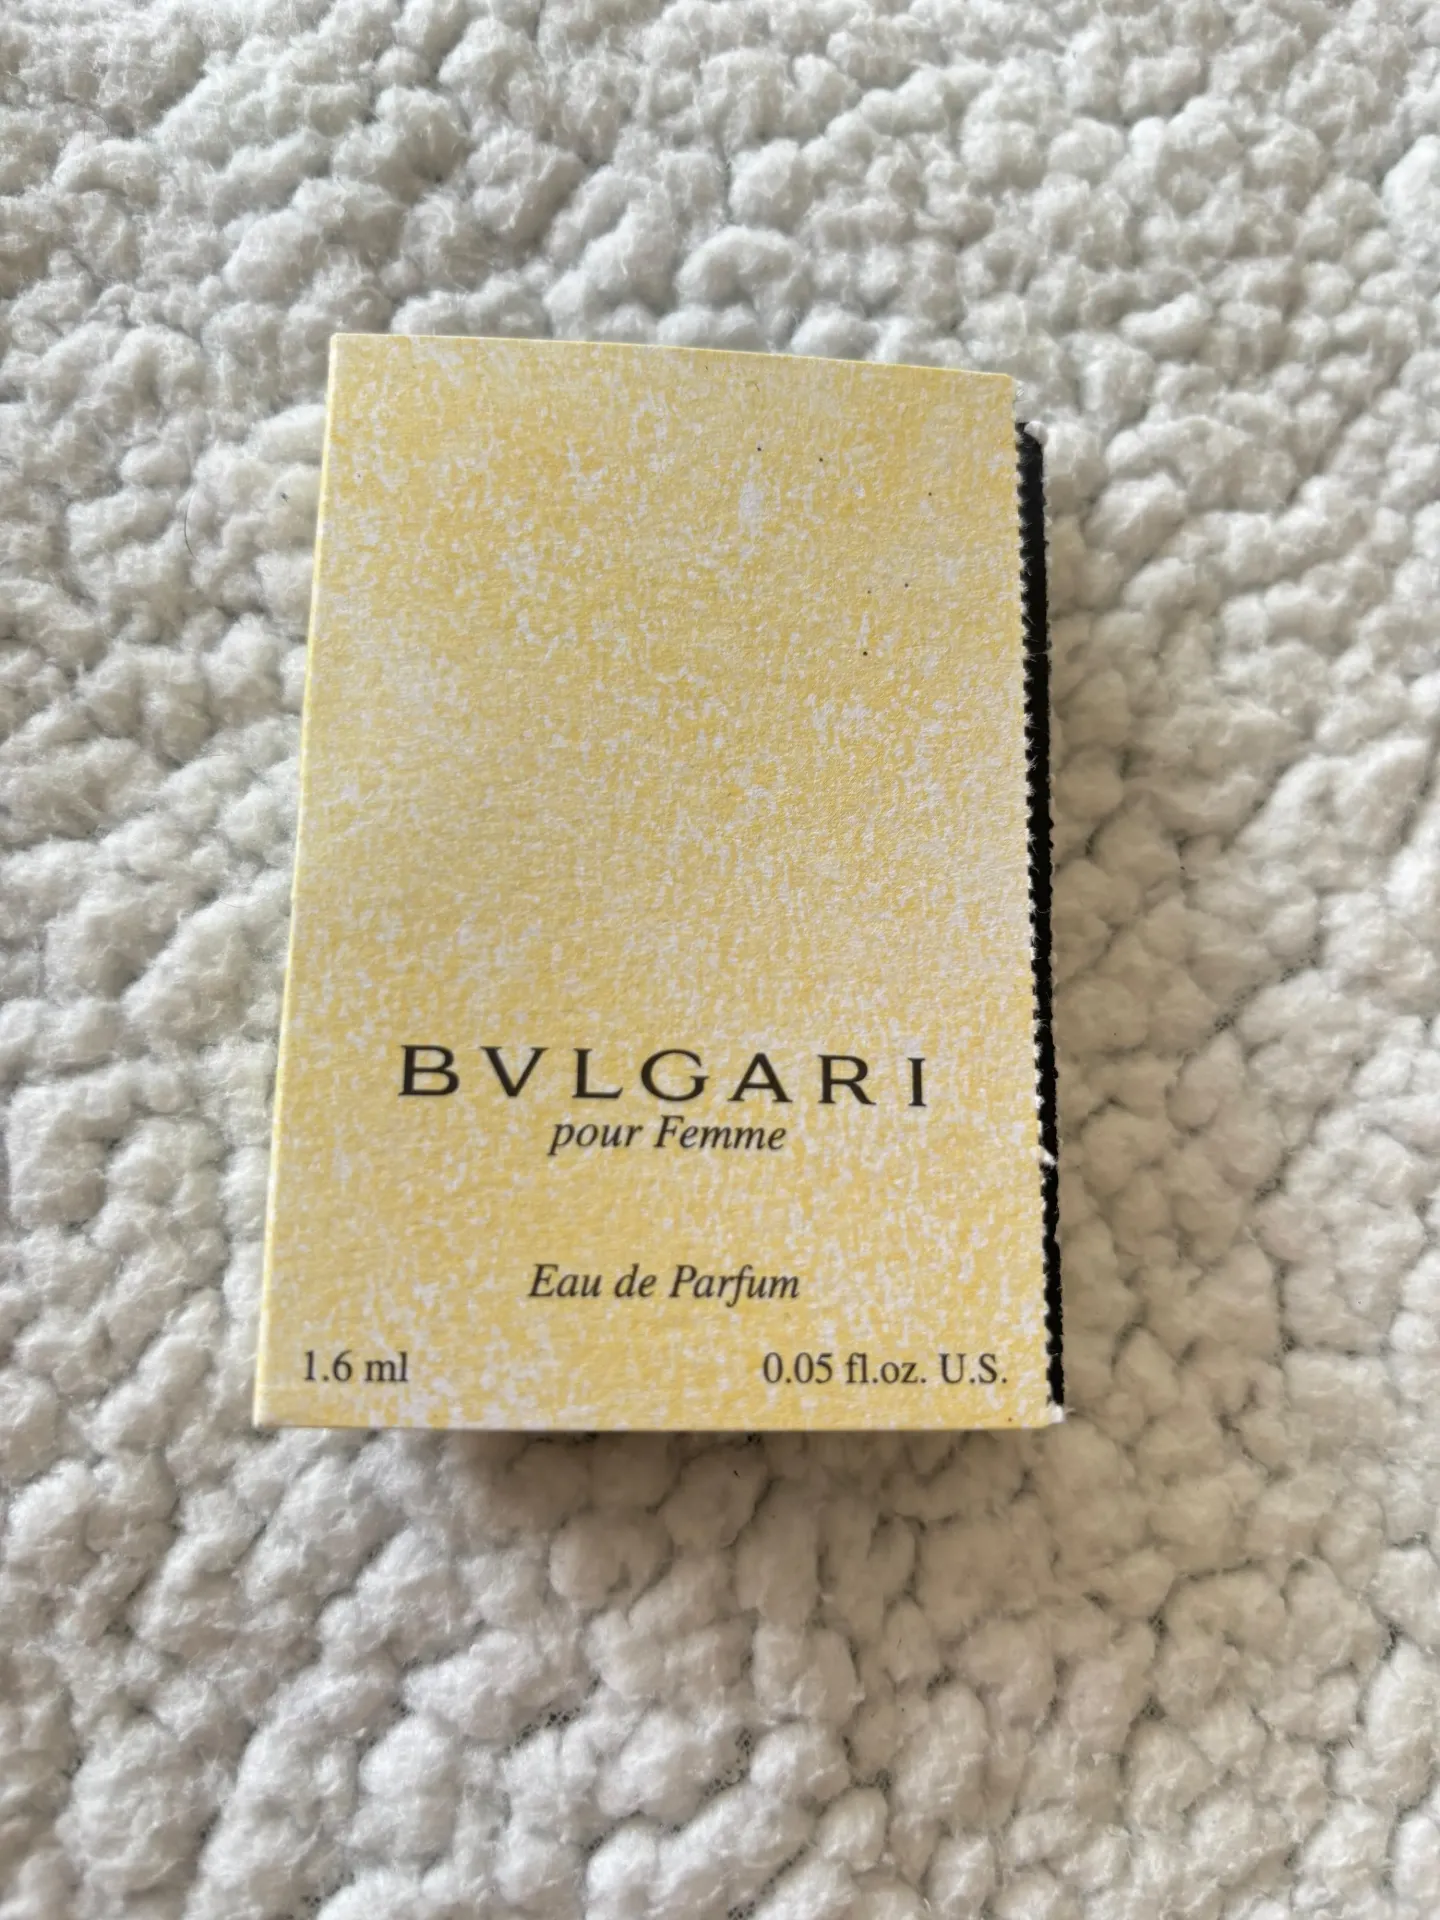 BVLGARI
pour Femme
Eau de Parfum
1.6 ml 0.05 fl.oz. U.S.